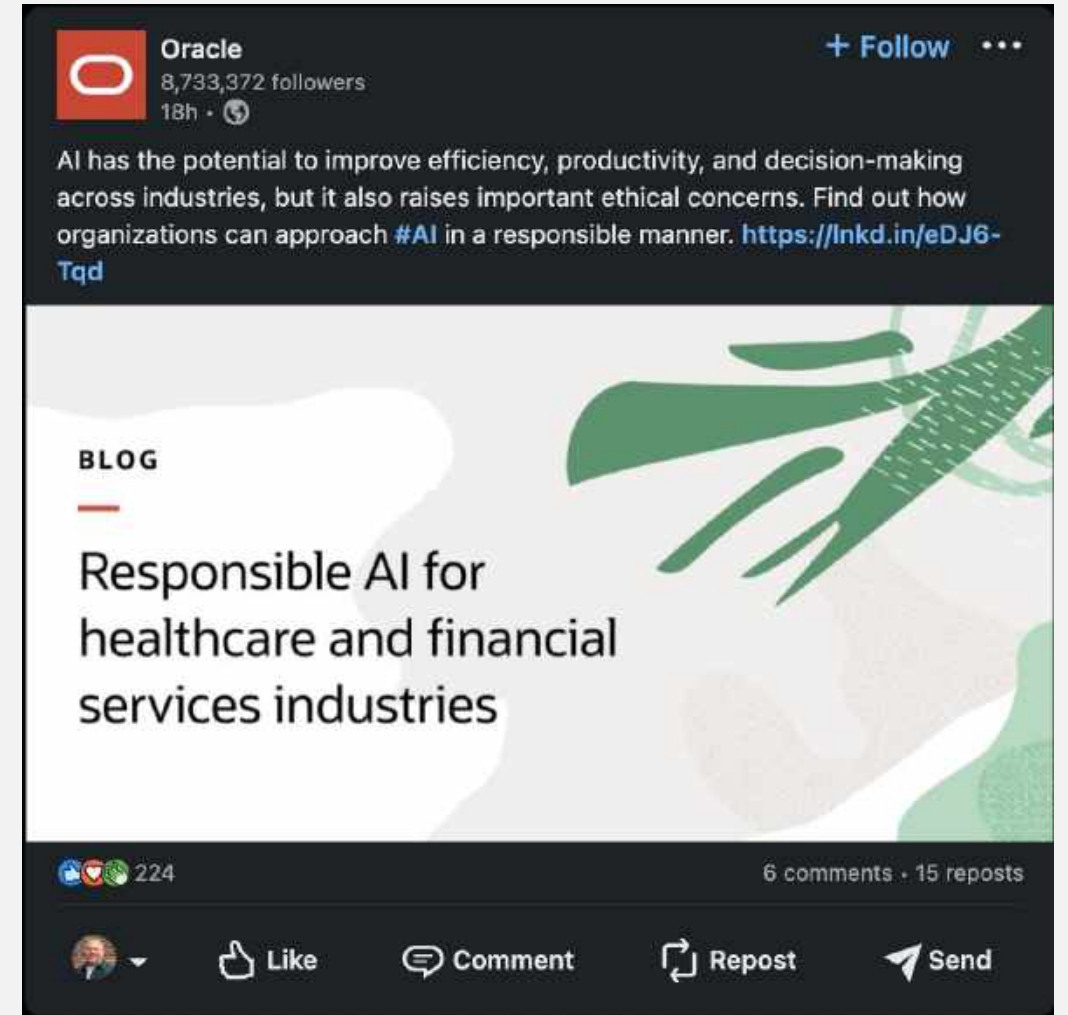 Oracle
+ Follow
8,733,372 followers
18h •
AI has the potential to improve efficiency, productivity, and decision-making
across industries, but it also raises important ethical concerns. Find out how
organizations can approach #AI in a responsible manner. https://lnkd.in/eDJ6-
Tqd
BLOG
Responsible AI for
healthcare and financial
services industries
224
6 comments • 15 reposts
Like
Comment
Repost
Send